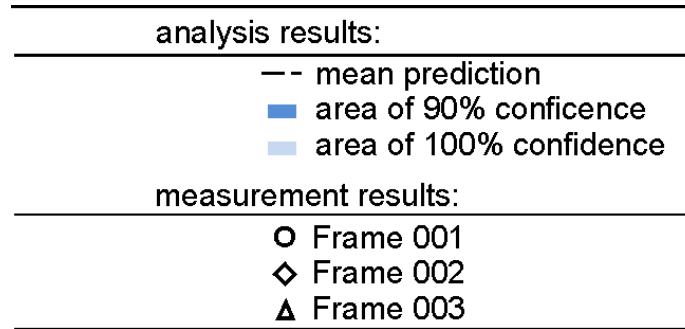 analysis results:
mean prediction
area of 90% conficence
area of 100% confidence
measurement results:
Frame 001
Frame 002
Frame 003